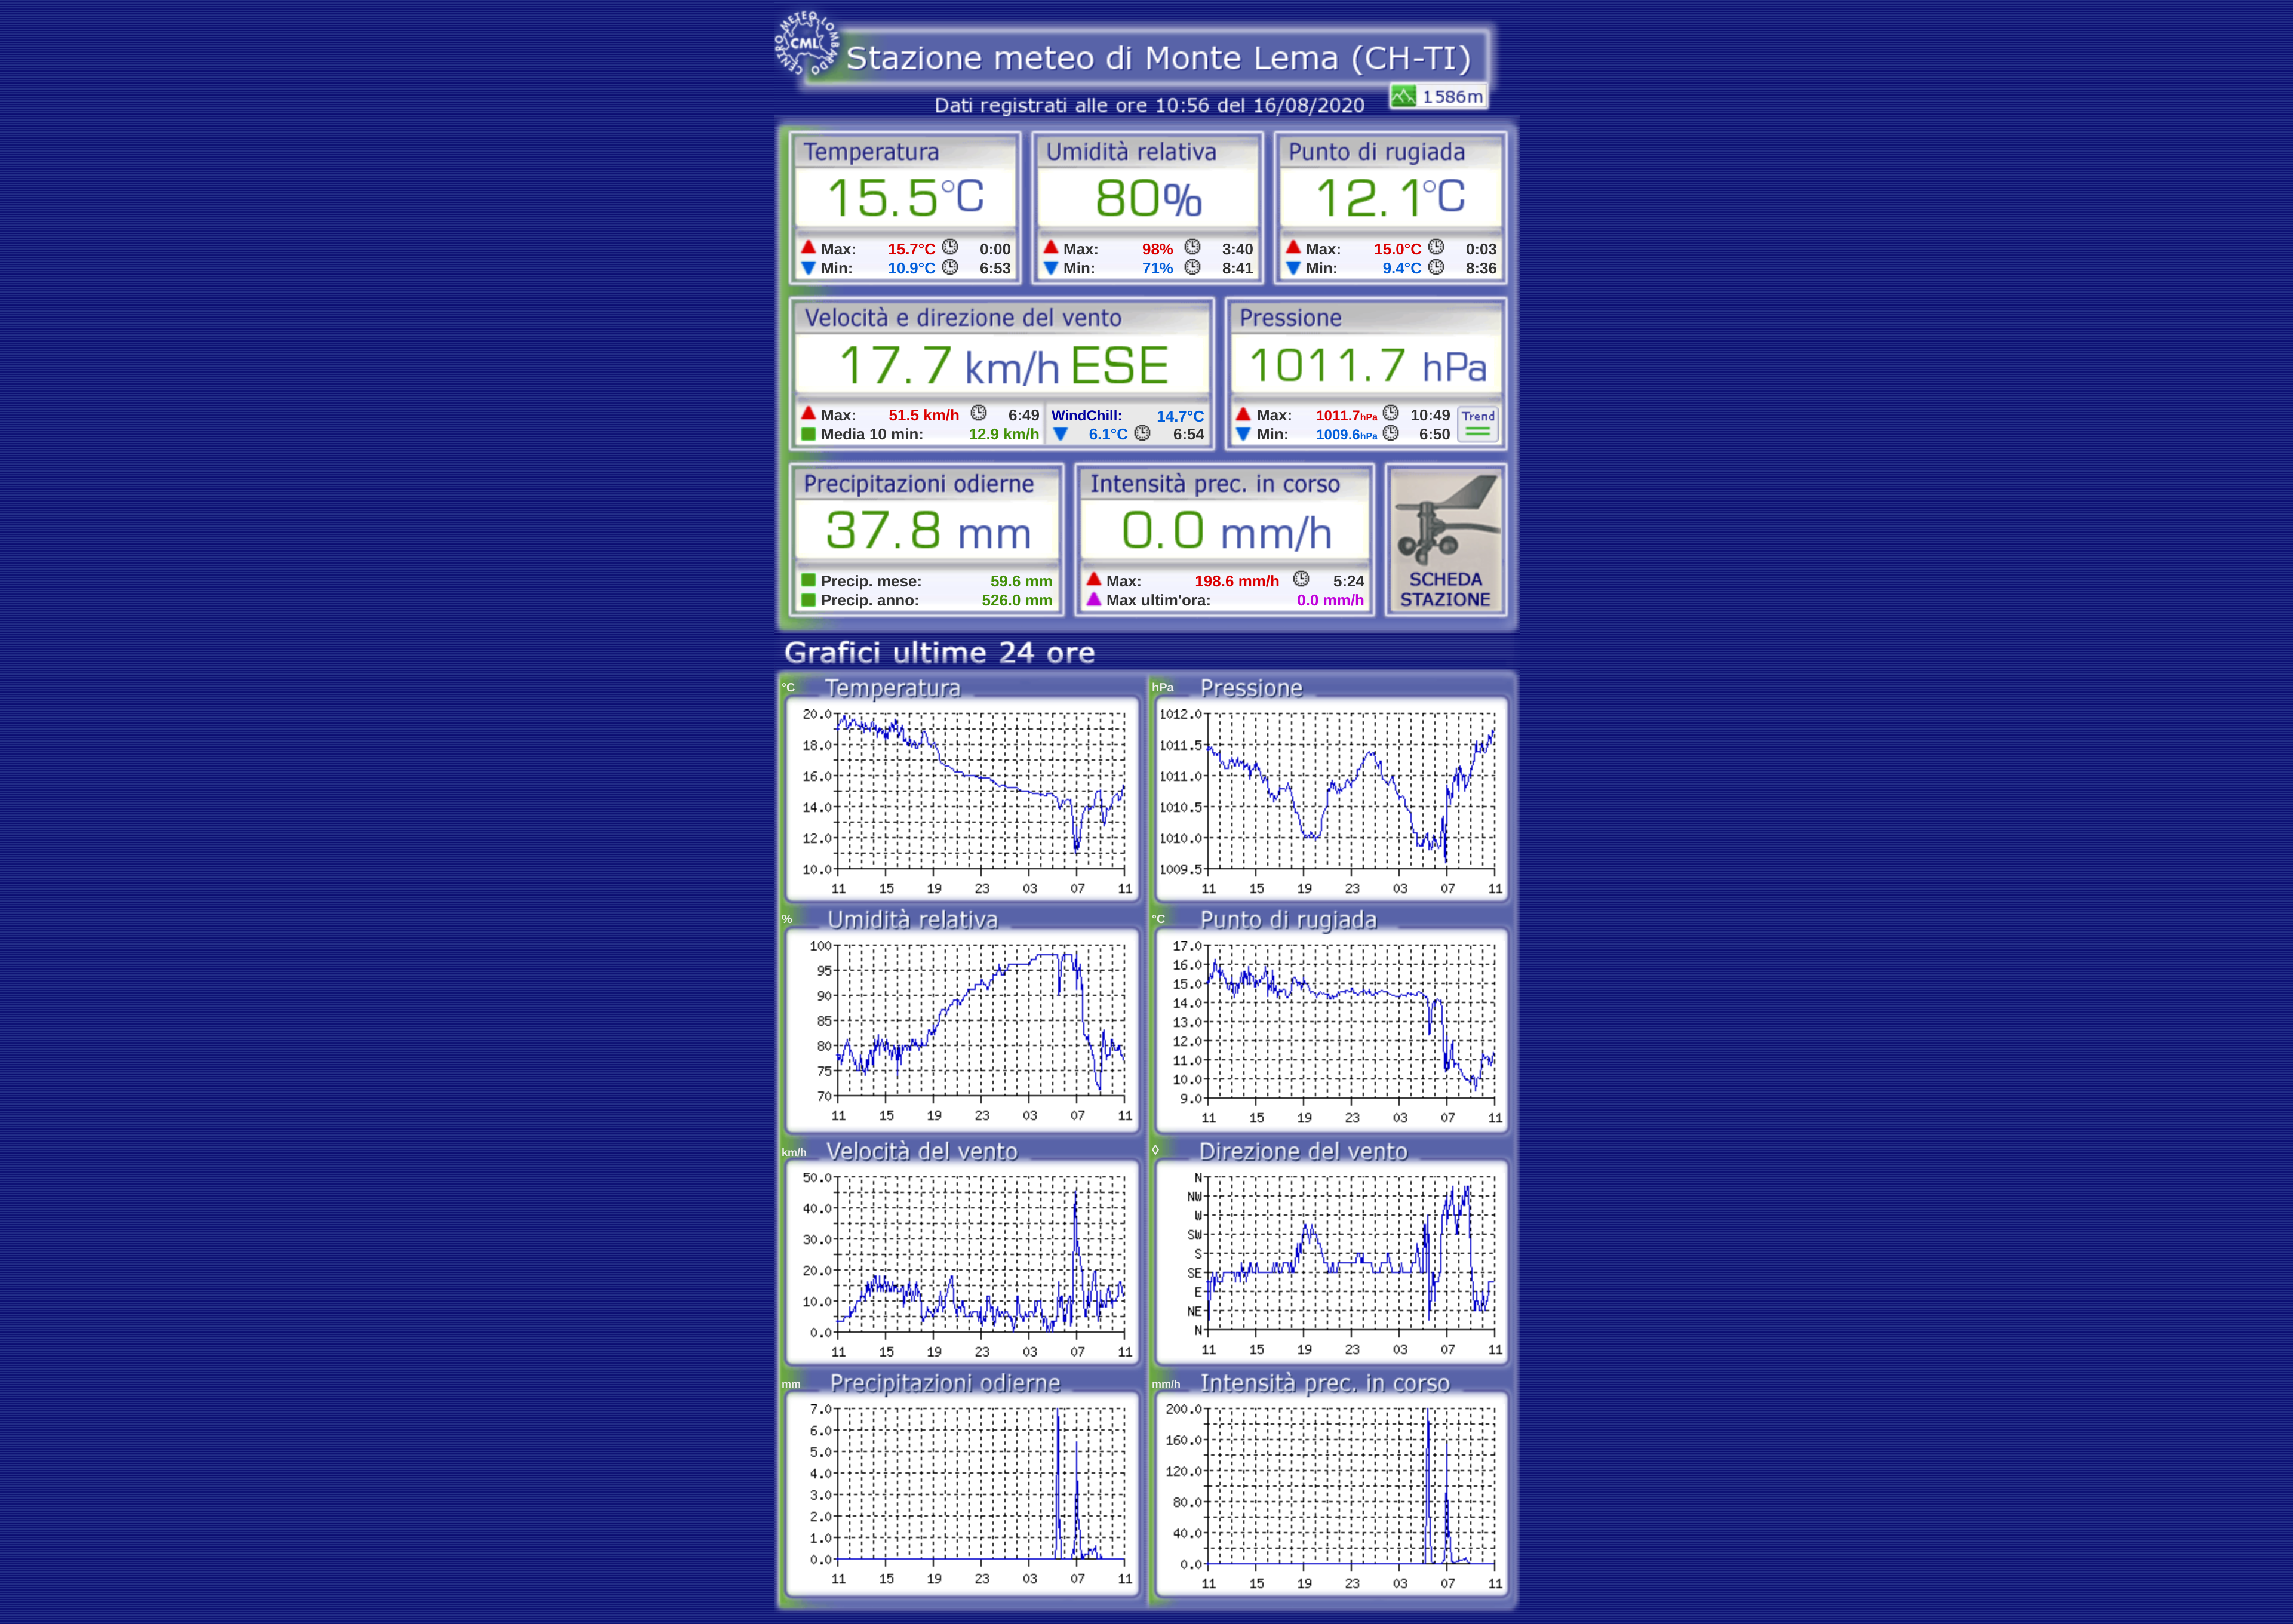 CENTRO METEO LOMBARDO
CML
Stazione meteo di Monte Lema (CH-TI)
Dati registrati alle ore 10:56 del 16/08/2020
1586m
Temperatura
15.5°C
Max: 15.7°C 0:00
Min: 10.9°C 6:53
Umidità relativa
80%
Max: 98% 3:40
Min: 71% 8:41
Punto di rugiada
12.1°C
Max: 15.0°C 0:03
Min: 9.4°C 8:36
Velocità e direzione del vento
17.7 km/h ESE
Max: 51.5 km/h 6:49
Media 10 min: 12.9 km/h
WindChill: 14.7°C
6.1°C 6:54
Pressione
1011.7 hPa
Max: 1011.7hPa 10:49
Min: 1009.6hPa 6:50
Trend
Precipitazioni odierne
37.8 mm
Precip. mese: 59.6 mm
Precip. anno: 526.0 mm
Intensità prec. in corso
0.0 mm/h
Max: 198.6 mm/h 5:24
Max ultim'ora: 0.0 mm/h
SCHEDA
STAZIONE
Grafici ultime 24 ore
°C Temperatura
20.0
18.0
16.0
14.0
12.0
10.0
11 15 19 23 03 07 11
hPa Pressione
1012.0
1011.5
1011.0
1010.5
1010.0
1009.5
11 15 19 23 03 07 11
% Umidità relativa
100
95
90
85
80
75
70
11 15 19 23 03 07 11
°C Punto di rugiada
17.0
16.0
15.0
14.0
13.0
12.0
11.0
10.0
9.0
11 15 19 23 03 07 11
km/h Velocità del vento
50.0
40.0
30.0
20.0
10.0
0.0
11 15 19 23 03 07 11
◊ Direzione del vento
N
NW
W
SW
S
SE
E
NE
N
11 15 19 23 03 07 11
mm Precipitazioni odierne
7.0
6.0
5.0
4.0
3.0
2.0
1.0
0.0
11 15 19 23 03 07 11
mm/h Intensità prec. in corso
200.0
160.0
120.0
80.0
40.0
0.0
11 15 19 23 03 07 11